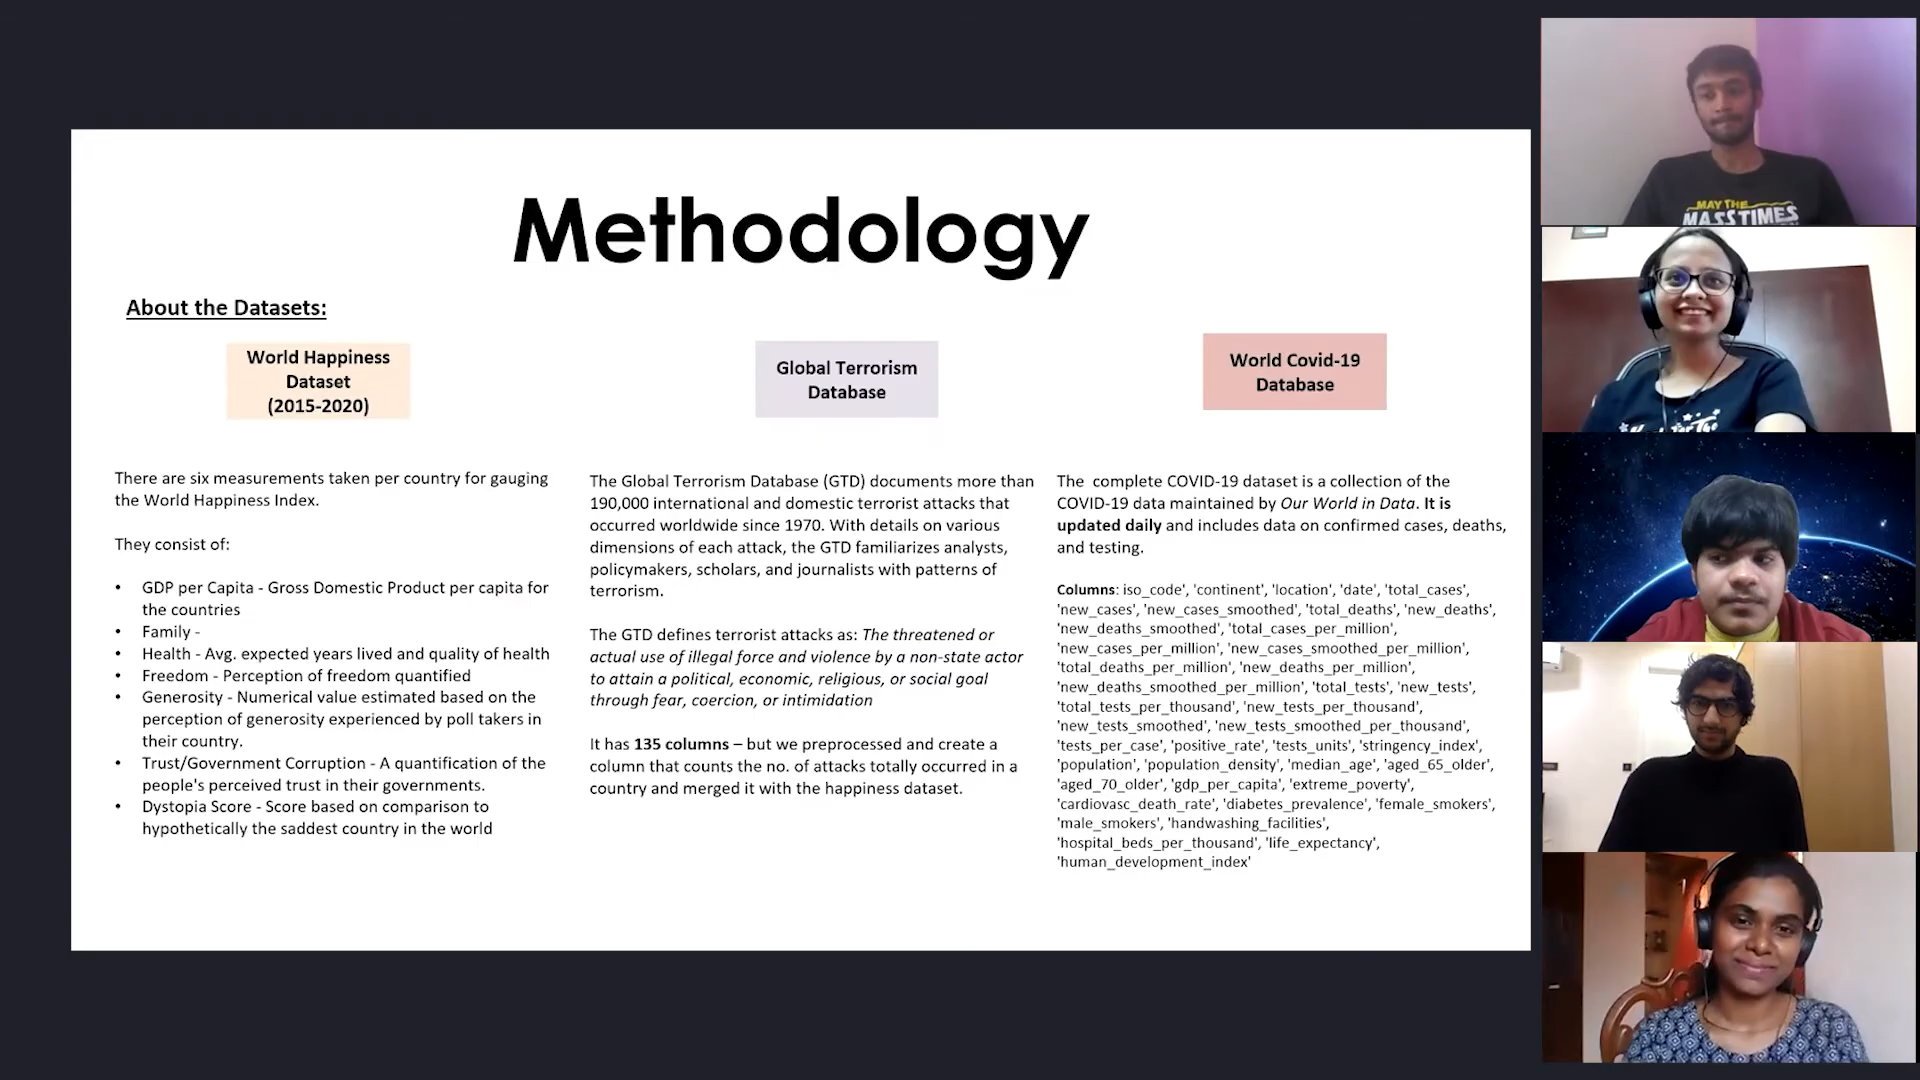 Methodology
About the Datasets:
World Happiness
Dataset
(2015-2020)
Global Terrorism
Database
World Covid-19
Database
There are six measurements taken per country for gauging
the World Happiness Index.
They consist of:
• GDP per Capita - Gross Domestic Product per capita for
the countries
• Family -
• Health - Avg. expected years lived and quality of health
• Freedom - Perception of freedom quantified
• Generosity - Numerical value estimated based on the
perception of generosity experienced by poll takers in
their country.
• Trust/Government Corruption - A quantification of the
people's perceived trust in their governments.
• Dystopia Score - Score based on comparison to
hypothetically the saddest country in the world
The Global Terrorism Database (GTD) documents more than
190,000 international and domestic terrorist attacks that
occurred worldwide since 1970. With details on various
dimensions of each attack, the GTD familiarizes analysts,
policymakers, scholars, and journalists with patterns of
terrorism.
The GTD defines terrorist attacks as: The threatened or
actual use of illegal force and violence by a non-state actor
to attain a political, economic, religious, or social goal
through fear, coercion, or intimidation
It has 135 columns – but we preprocessed and create a
column that counts the no. of attacks totally occurred in a
country and merged it with the happiness dataset.
The complete COVID-19 dataset is a collection of the
COVID-19 data maintained by Our World in Data. It is
updated daily and includes data on confirmed cases, deaths,
and testing.
Columns: iso_code', 'continent', 'location', 'date', 'total_cases',
'new_cases', 'new_cases_smoothed', 'total_deaths', 'new_deaths',
'new_deaths_smoothed', 'total_cases_per_million',
'new_cases_per_million', 'new_cases_smoothed_per_million',
'total_deaths_per_million', 'new_deaths_per_million',
'new_deaths_smoothed_per_million', 'total_tests', 'new_tests',
'total_tests_per_thousand', 'new_tests_per_thousand',
'new_tests_smoothed', 'new_tests_smoothed_per_thousand',
'tests_per_case', 'positive_rate', 'tests_units', 'stringency_index',
'population', 'population_density', 'median_age', 'aged_65_older',
'aged_70_older', 'gdp_per_capita', 'extreme_poverty',
'cardiovasc_death_rate', 'diabetes_prevalence', 'female_smokers',
'male_smokers', 'handwashing_facilities',
'hospital_beds_per_thousand', 'life_expectancy',
'human_development_index'
MAY THE
MASSTIMES